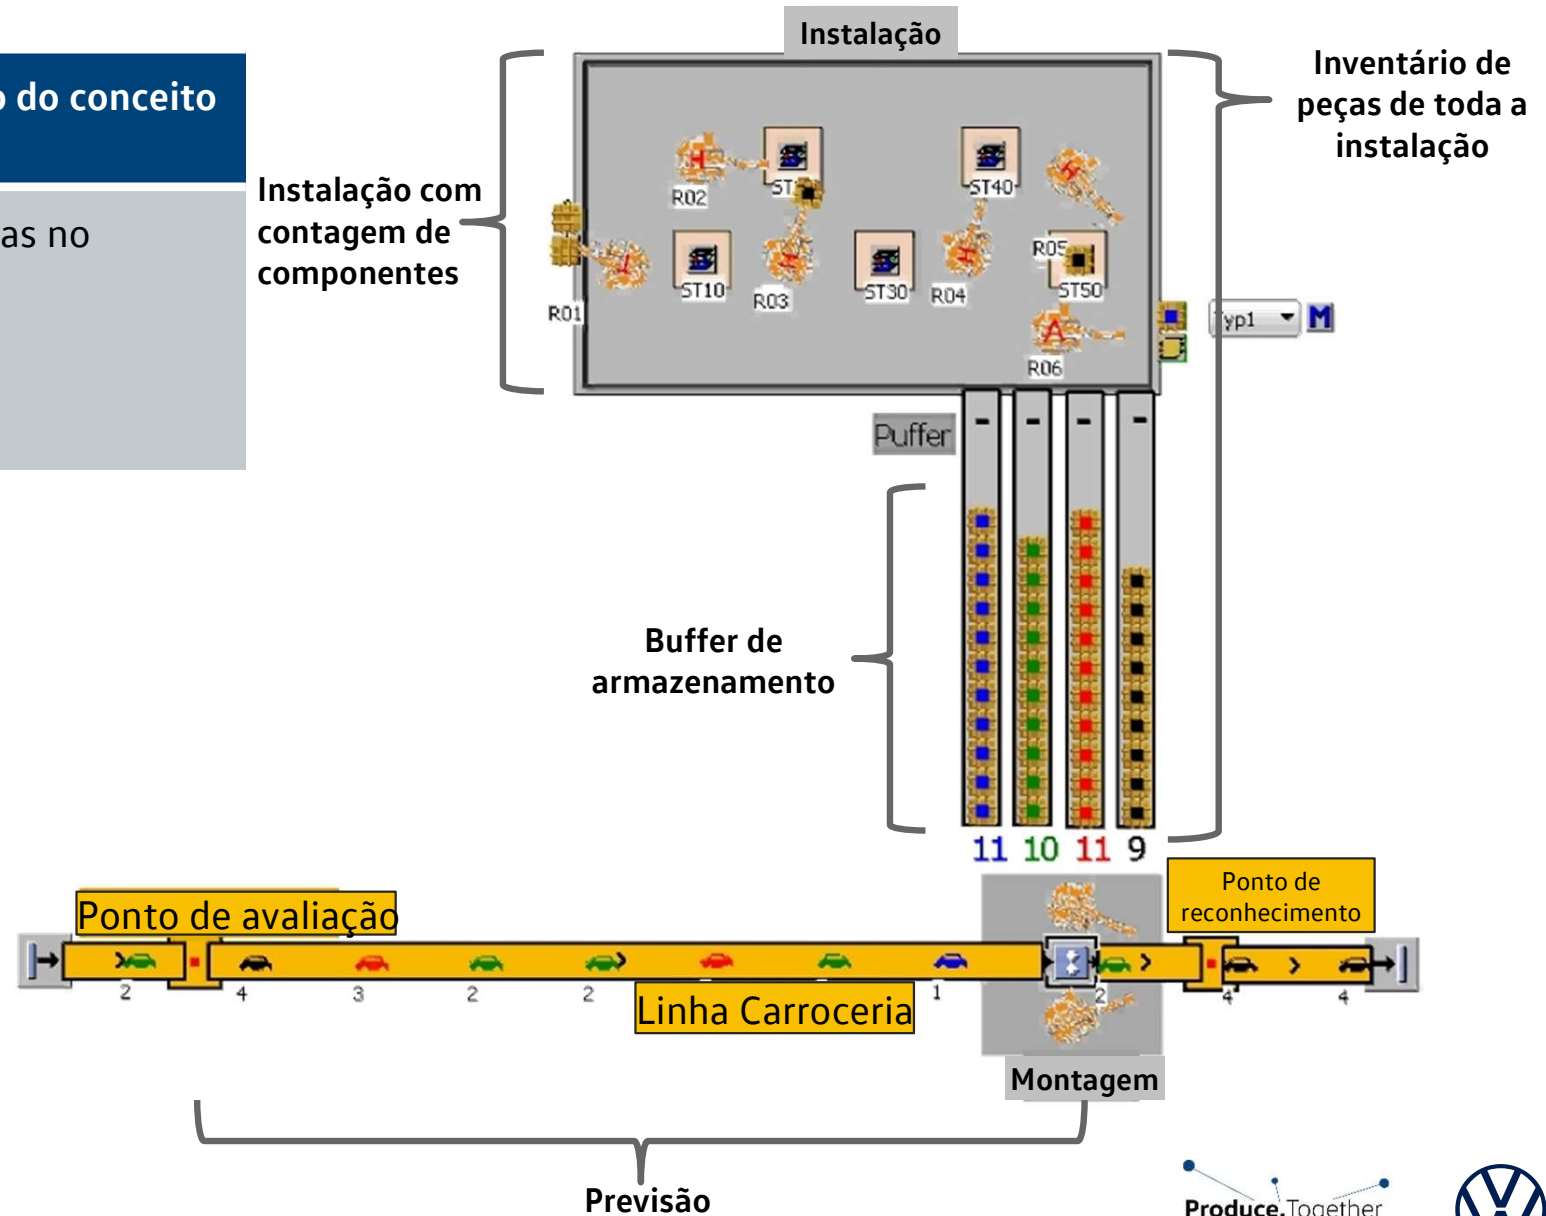 Instalação
o do conceito
as no
Instalação com
contagem de
componentes
Inventário de
peças de toda a
instalação
R02
ST40
R05
ST10
R03
ST30
R04
ST50
R01
R06
Typ1
M
Puffer
Buffer de
armazenamento
11 10 11 9
Ponto de avaliação
Ponto de
reconhecimento
2 4 3 2 2 1 2 4 4
Linha Carroceria
Montagem
Previsão
Produce.Together